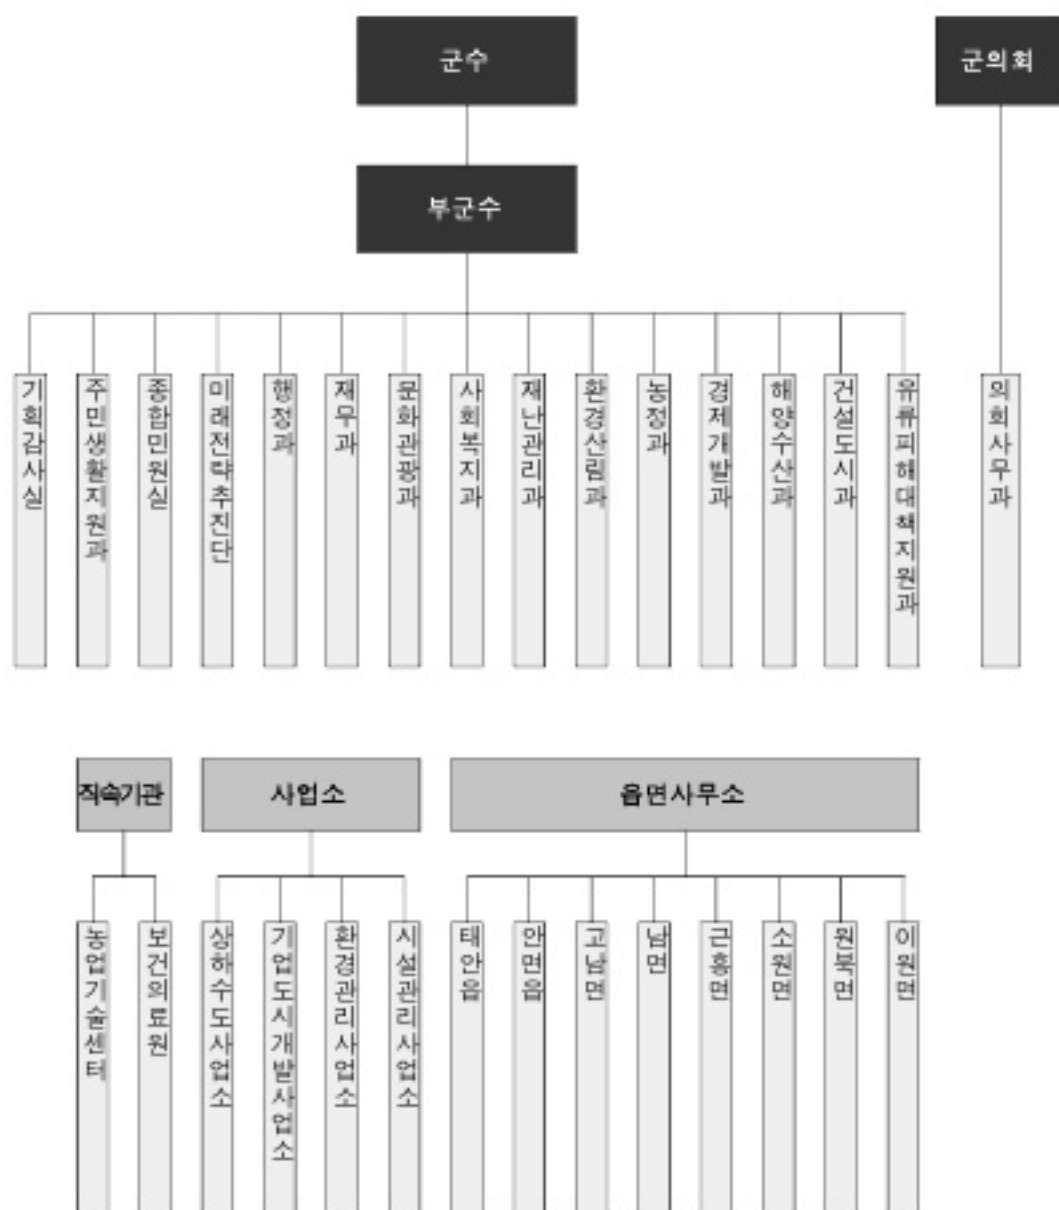 군수
군의회
부군수
기획감사실
주민생활지원과
종합민원실
미래전략추진단
행정과
재무과
문화관광과
사회복지과
재난관리과
환경산림과
농정과
경제개발과
해양수산과
건설도시과
유류피해대책지원과
의회사무과
직속기관
사업소
읍면사무소
농업기술센터
보건의료원
상하수도사업소
기업도시개발사업소
환경관리사업소
시설관리사업소
태안읍
안면읍
고남면
남면
근흥면
소원면
원북면
이원면